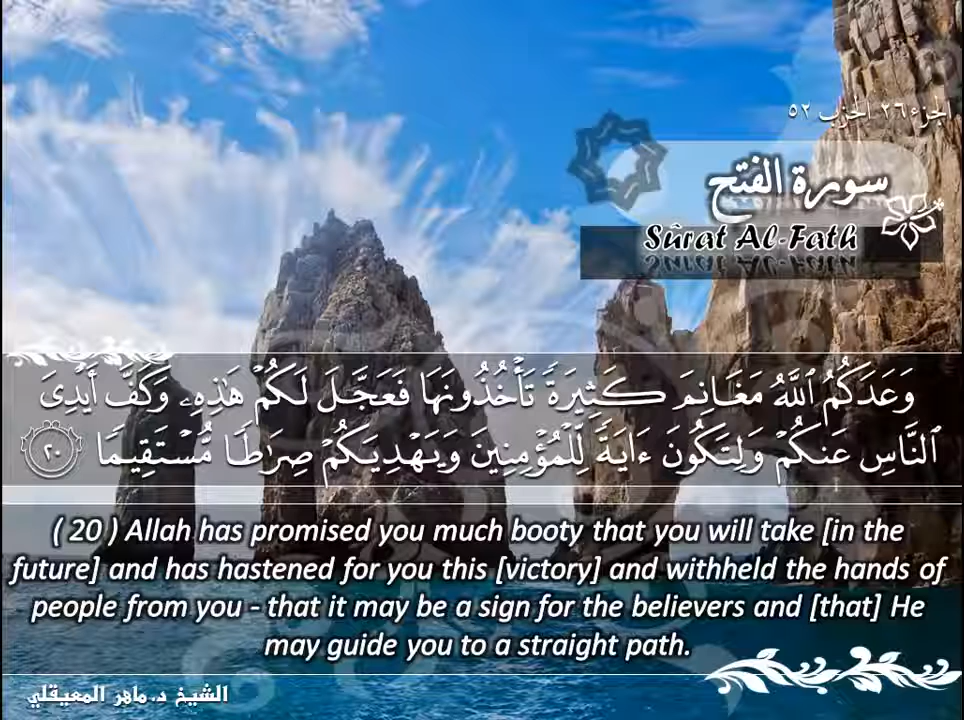 الجزء ٢٦ الحزب ٥٢
سورة الفتح
Sûrat Al-Fath
وَعَدَكُمُ ٱللَّهُ مَغَانِمَ كَثِيرَةً تَأْخُذُونَهَا فَعَجَّلَ لَكُمْ هَٰذِهِۦ وَكَفَّ أَيْدِىَ
ٱلنَّاسِ عَنكُمْ وَلِتَكُونَ ءَايَةً لِّلْمُؤْمِنِينَ وَيَهْدِيَكُمْ صِرَٰطًا مُّسْتَقِيمًا ٢٠
( 20 ) Allah has promised you much booty that you will take [in the
future] and has hastened for you this [victory] and withheld the hands of
people from you - that it may be a sign for the believers and [that] He
may guide you to a straight path.
الشيخ د. ماهر المعيقلي